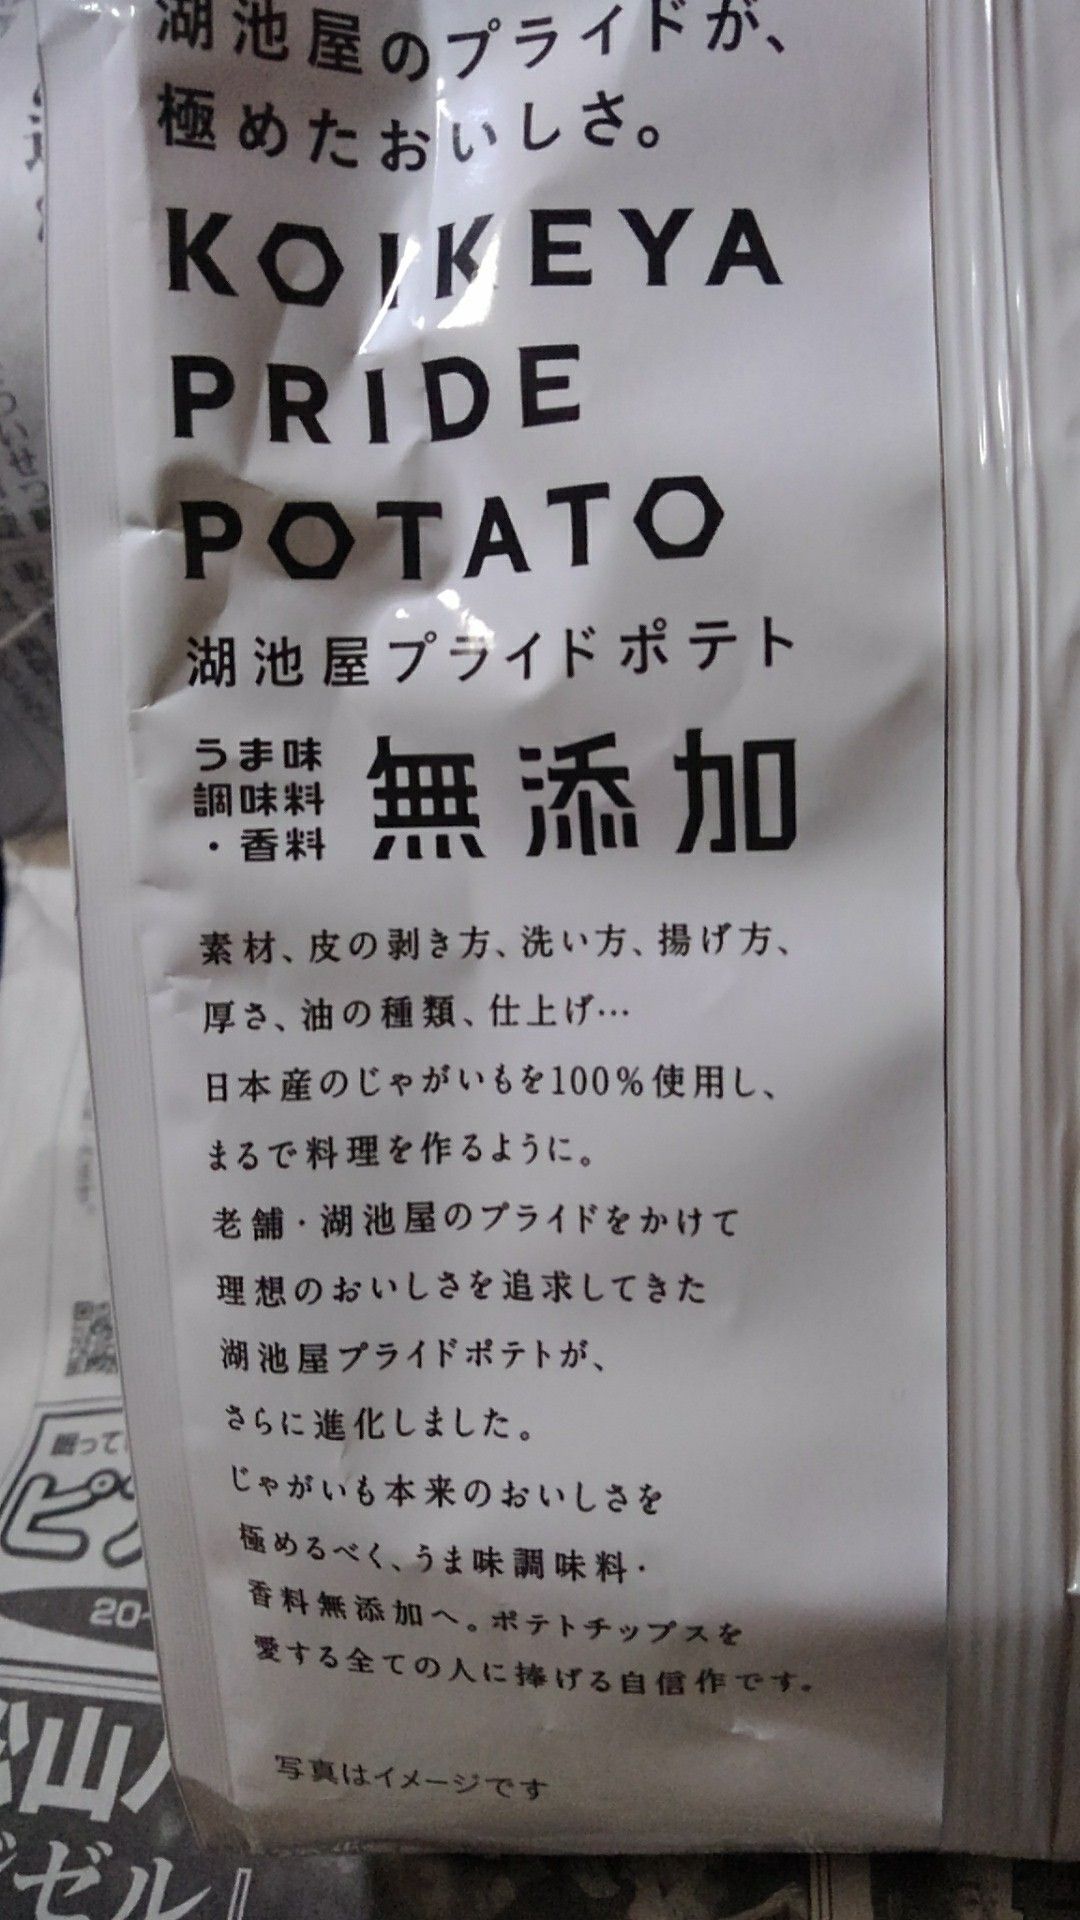 湖池屋のプライドが、
極めたおいしさ。
KOIKEYA
PRIDE
POTATO
湖池屋プライドポテト
うま味
調味料
・香料
無添加
素材、皮の剥き方、洗い方、揚げ方、
厚さ、油の種類、仕上げ…
日本産のじゃがいもを100%使用し、
まるで料理を作るように。
老舗・湖池屋のプライドをかけて
理想のおいしさを追求してきた
湖池屋プライドポテトが、
さらに進化しました。
じゃがいも本来のおいしさを
極めるべく、うま味調味料・
香料無添加へ。ポテトチップスを
愛する全ての人に捧げる自信作です。
写真はイメージです
眠って
ピ
20
山
ゼル』